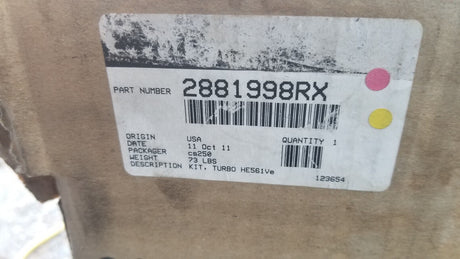 PART NUMBER 2881998RX
ORIGIN USA QUANTITY 1
DATE 11 Oct 11
PACKAGER cs250
WEIGHT 73 LBS
DESCRIPTION KIT, TURBO HE561Ve
123654